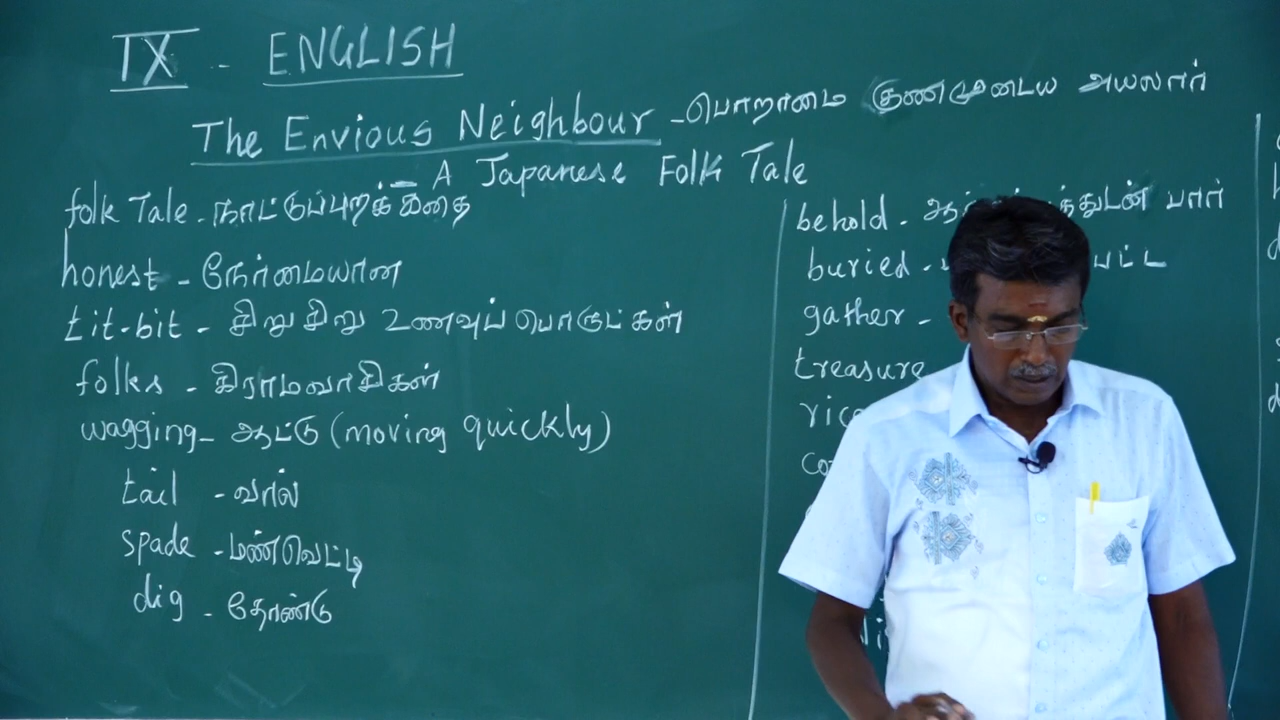 IX - ENGLISH
The Envious Neighbour - பொறாமை குணமுடைய அயலார்
- A Japanese Folk Tale
folk Tale - நாட்டுப்புறக் கதை
honest - நேர்மையான
tit-bit - சிறு சிறு உணவுப் பொருட்கள்
folks - கிராமவாசிகள்
wagging - ஆட்டு (moving quickly)
tail - வால்
spade - மண்வெட்டி
dig - தோண்டு
behold - பார்
buried -
gather -
treasure